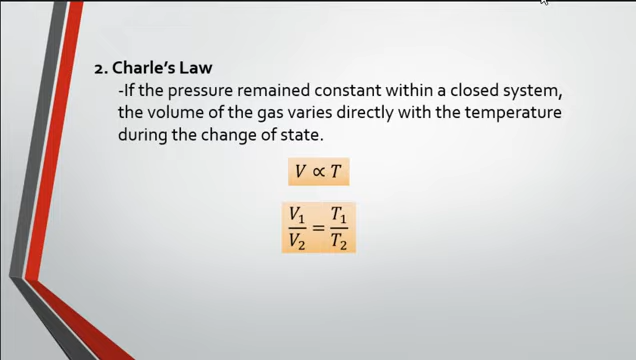 2. Charle's Law
-If the pressure remained constant within a closed system,
the volume of the gas varies directly with the temperature
during the change of state.
V ∝ T
V₁/V₂ = T₁/T₂